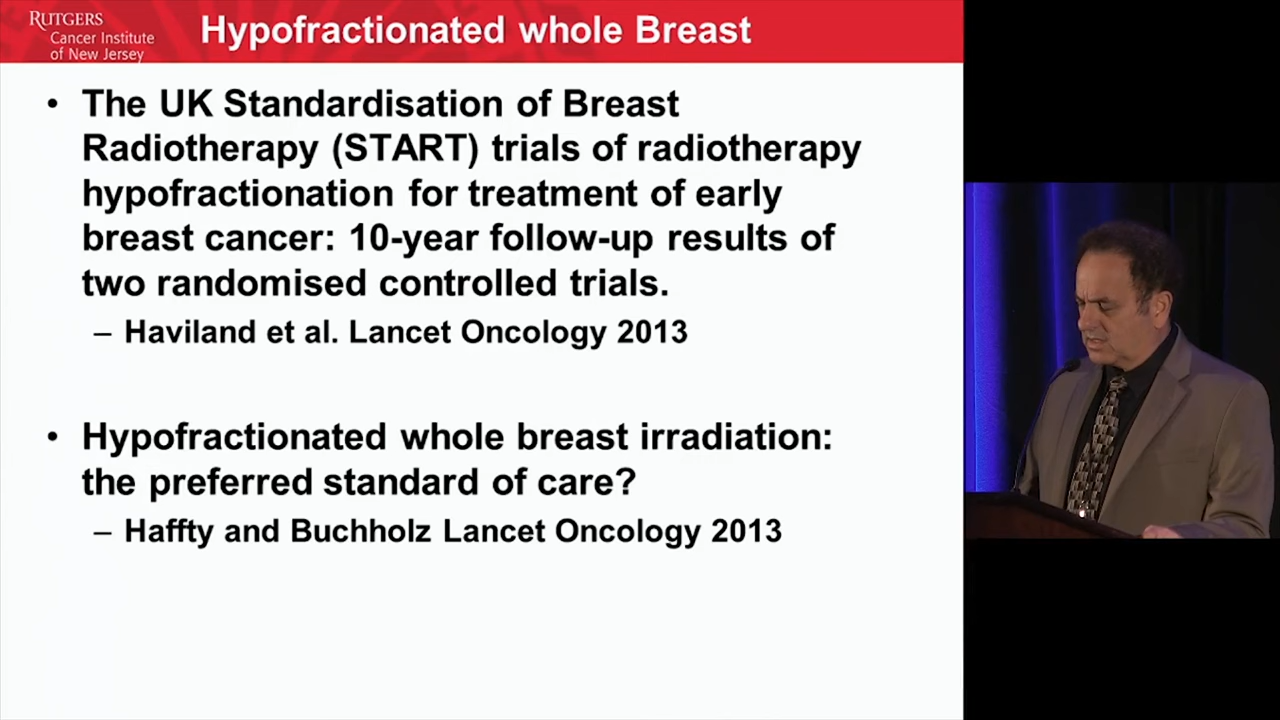 RUTGERS
Cancer Institute
of New Jersey
Hypofractionated whole Breast
• The UK Standardisation of Breast
Radiotherapy (START) trials of radiotherapy
hypofractionation for treatment of early
breast cancer: 10-year follow-up results of
two randomised controlled trials.
– Haviland et al. Lancet Oncology 2013
• Hypofractionated whole breast irradiation:
the preferred standard of care?
– Haffty and Buchholz Lancet Oncology 2013